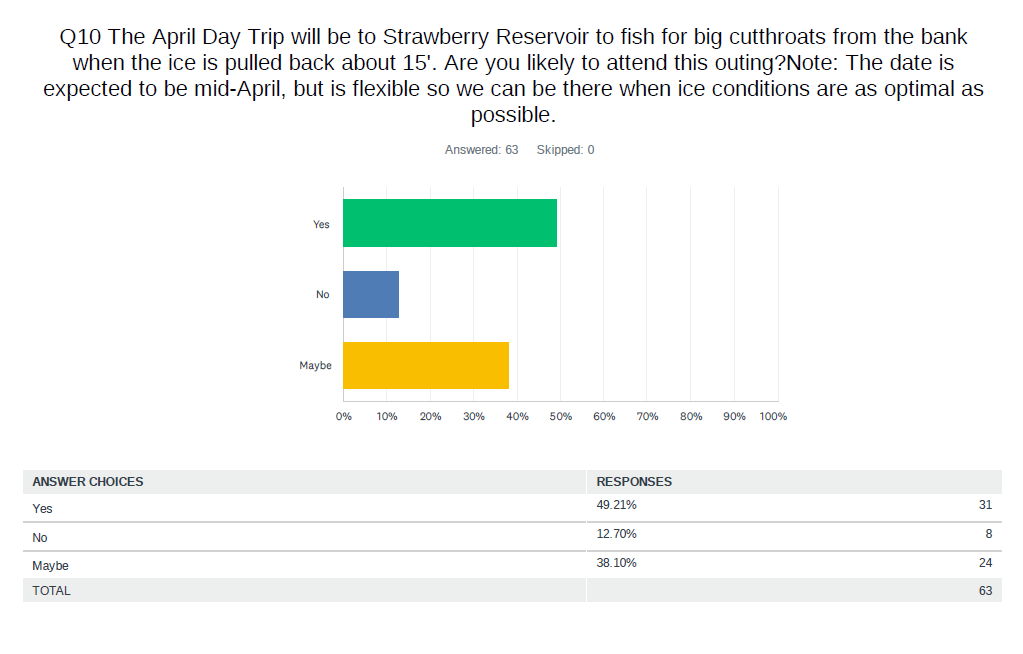 Q10 The April Day Trip will be to Strawberry Reservoir to fish for big cutthroats from the bank
when the ice is pulled back about 15'. Are you likely to attend this outing?Note: The date is
expected to be mid-April, but is flexible so we can be there when ice conditions are as optimal as
possible.
Answered: 63 Skipped: 0
Yes
No
Maybe
0% 10% 20% 30% 40% 50% 60% 70% 80% 90% 100%
ANSWER CHOICES RESPONSES
Yes 49.21% 31
No 12.70% 8
Maybe 38.10% 24
TOTAL 63